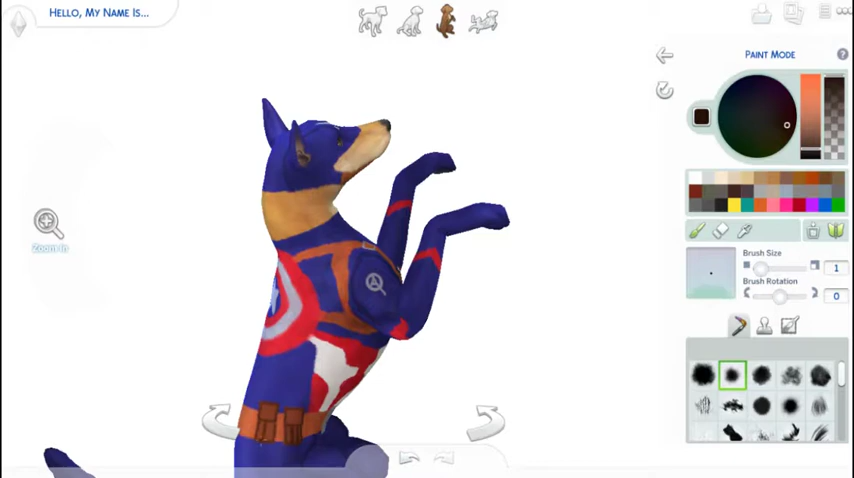 Hello, My Name Is...
Paint Mode
?
Zoom In
A
Brush Size
1
Brush Rotation
0